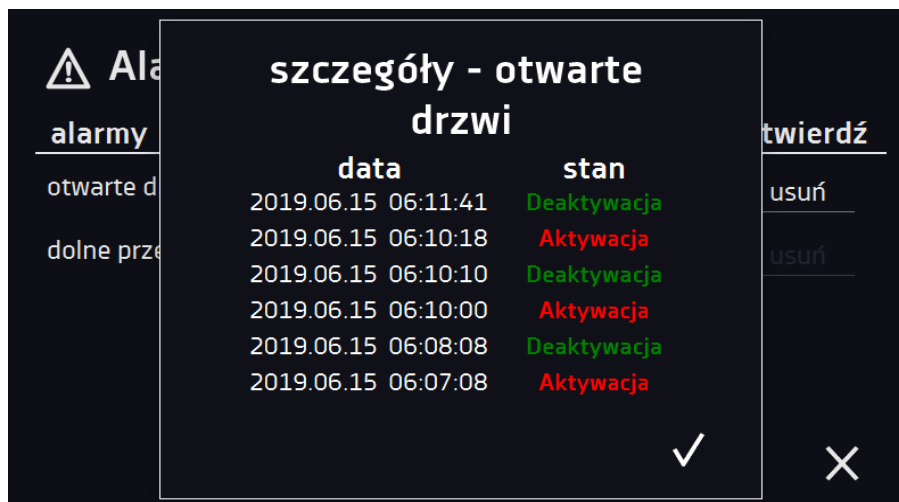 szczegóły - otwarte
drzwi
data stan
2019.06.15 06:11:41 Deaktywacja
2019.06.15 06:10:18 Aktywacja
2019.06.15 06:10:10 Deaktywacja
2019.06.15 06:10:00 Aktywacja
2019.06.15 06:08:08 Deaktywacja
2019.06.15 06:07:08 Aktywacja
Ala
alarmy twierdź
otwarte d usuń
dolne prze usuń